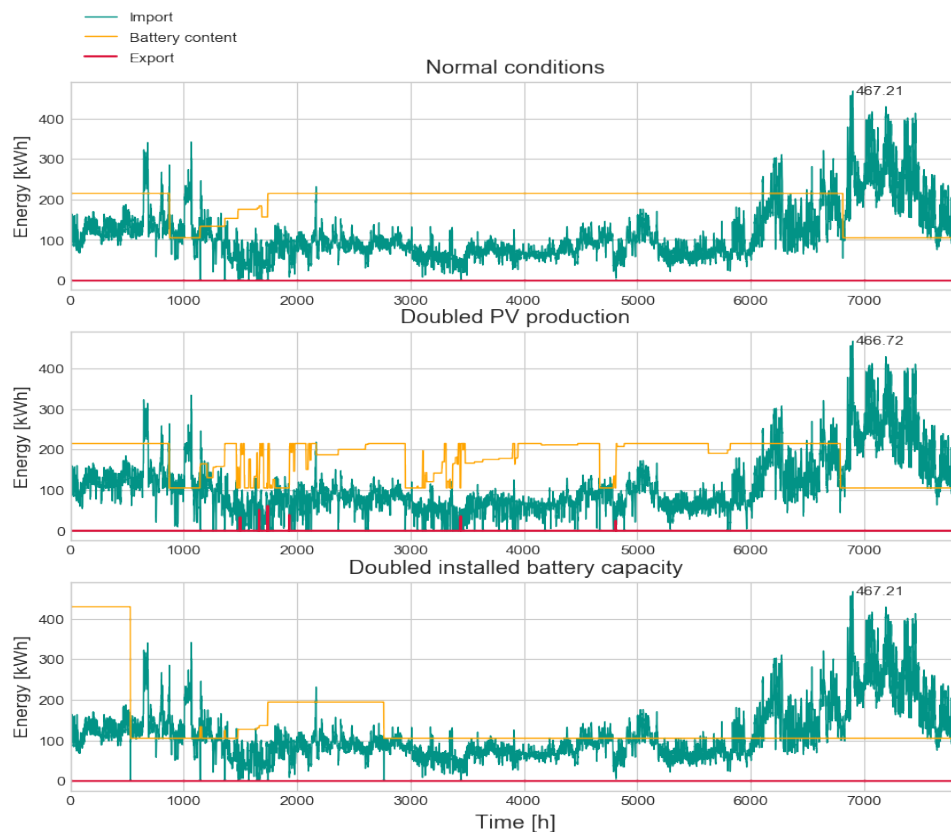 Import
Battery content
Export
Normal conditions
467.21
400
300
200
100
0
Energy [kWh]
0 1000 2000 3000 4000 5000 6000 7000
Doubled PV production
466.72
400
300
200
100
0
Energy [kWh]
0 1000 2000 3000 4000 5000 6000 7000
Doubled installed battery capacity
467.21
400
300
200
100
0
Energy [kWh]
0 1000 2000 3000 4000 5000 6000 7000
Time [h]